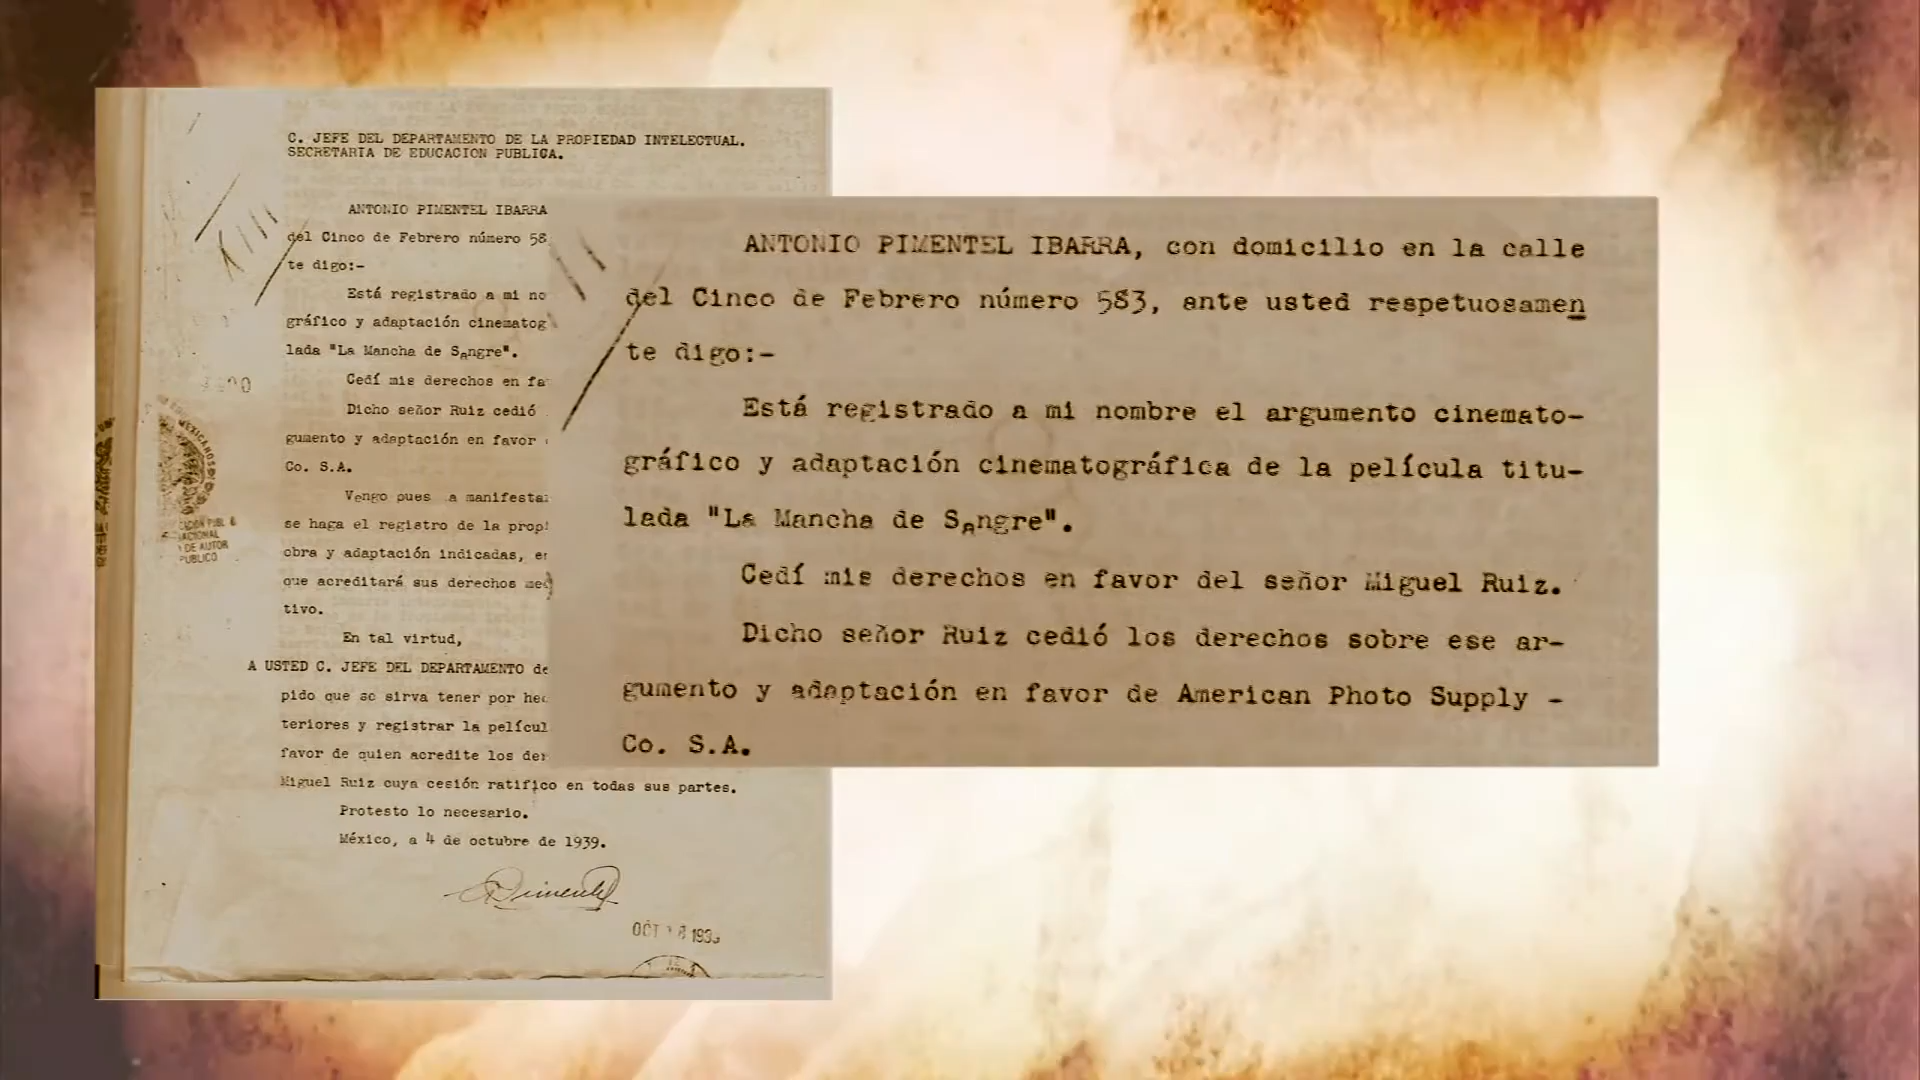 C. JEFE DEL DEPARTAMENTO DE LA PROPIEDAD INTELECTUAL.
SECRETARIA DE EDUCACION PUBLICA.
ANTONIO PIMENTEL IBARRA
del Cinco de Febrero número 58
te digo:-
Está registrado a mi no
gráfico y adaptación cinematog
lada "La Mancha de Sangre".
Cedí mis derechos en fa
Dicho señor Ruiz cedió
gumento y adaptación en favor
Co. S.A.
Vengo pues a manifesta
se haga el registro de la prop
obra y adaptación indicadas, en
que acreditará sus derechos
tivo.
En tal virtud,
A USTED C. JEFE DEL DEPARTAMENTO de
pido que se sirva tener por hec
teriores y registrar la películ
favor de quien acredite los der
Miguel Ruiz cuya cesión ratifico en todas sus partes.
Protesto lo necesario.
México, a 4 de octubre de 1939.
Pimentel
OCT
ANTONIO PIMENTEL IBARRA, con domicilio en la calle
del Cinco de Febrero número 583, ante usted respetuosamen
te digo:-
Está registrado a mi nombre el argumento cinemato-
gráfico y adaptación cinematográfica de la película titu-
lada "La Mancha de Sangre".
Cedí mis derechos en favor del señor Miguel Ruiz.
Dicho señor Ruiz cedió los derechos sobre ese ar-
gumento y adaptación en favor de American Photo Supply -
Co. S.A.